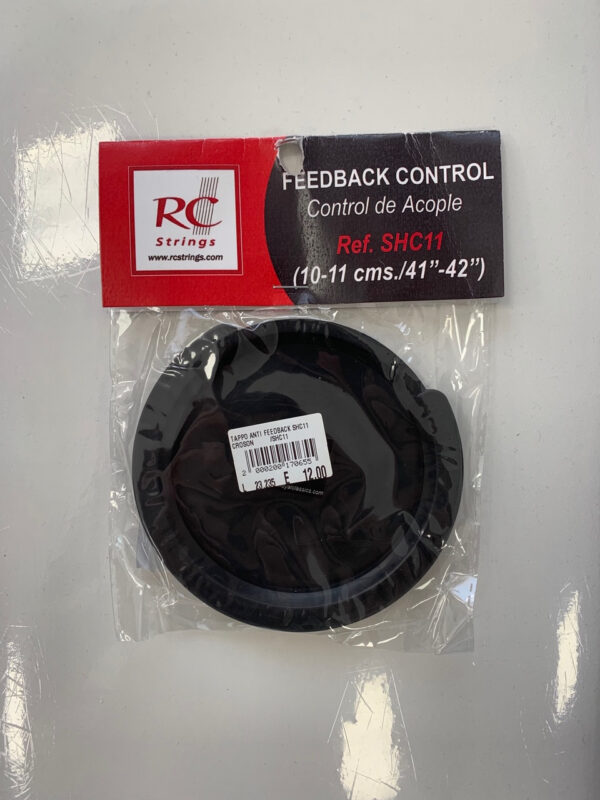 RC
Strings
www.rcstrings.com
FEEDBACK CONTROL
Control de Acople
Ref. SHC11
(10-11 cms./41”-42”)
TAPPO ANTI FEEDBACK SHC11
CROSON /SHC11
2 000200 170655
23 235 E 12.00